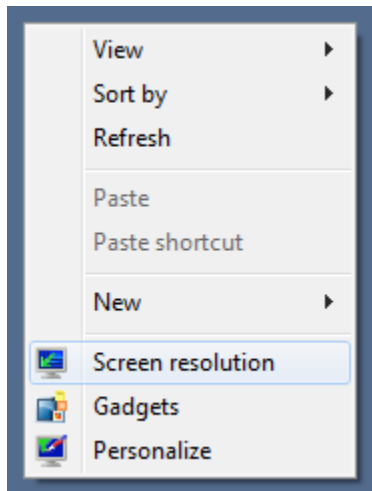 View
Sort by
Refresh
Paste
Paste shortcut
New
Screen resolution
Gadgets
Personalize